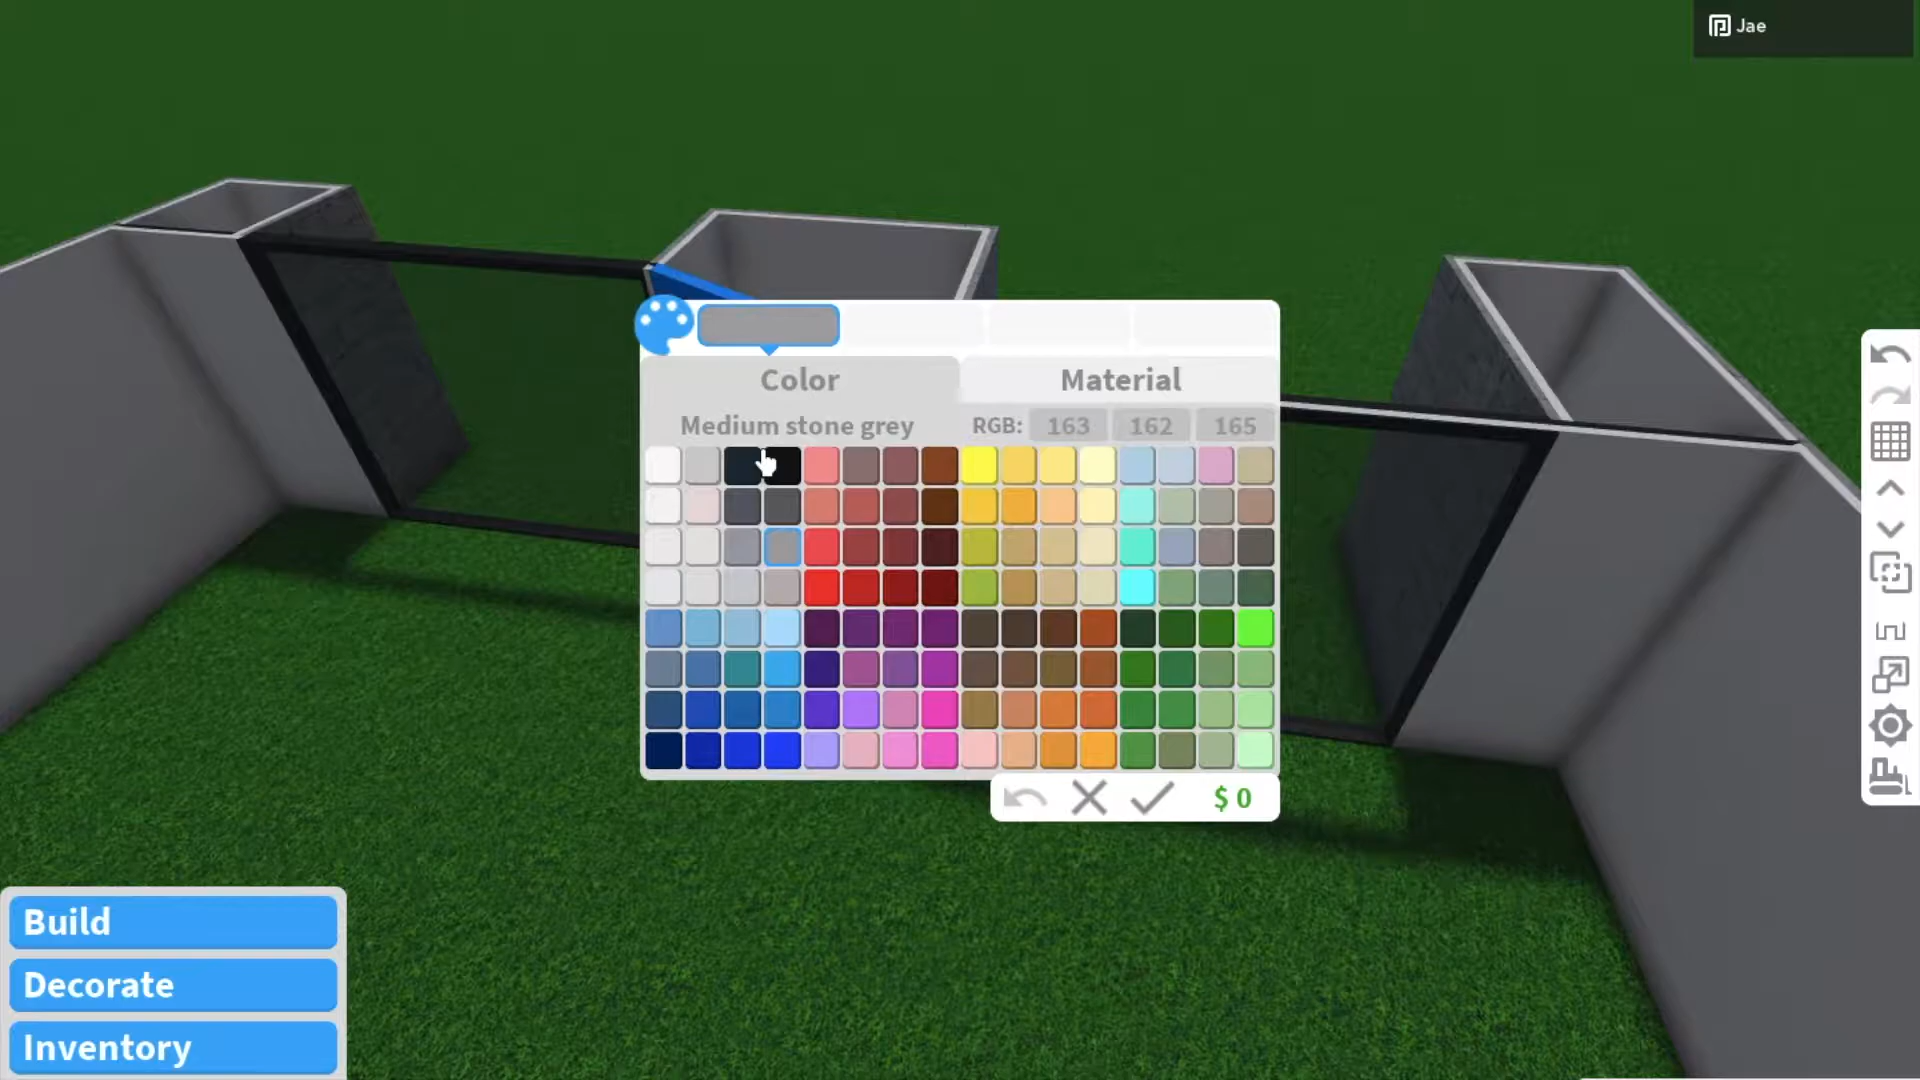 Jae
Color
Material
Medium stone grey
RGB: 163 162 165
$ 0
Build
Decorate
Inventory